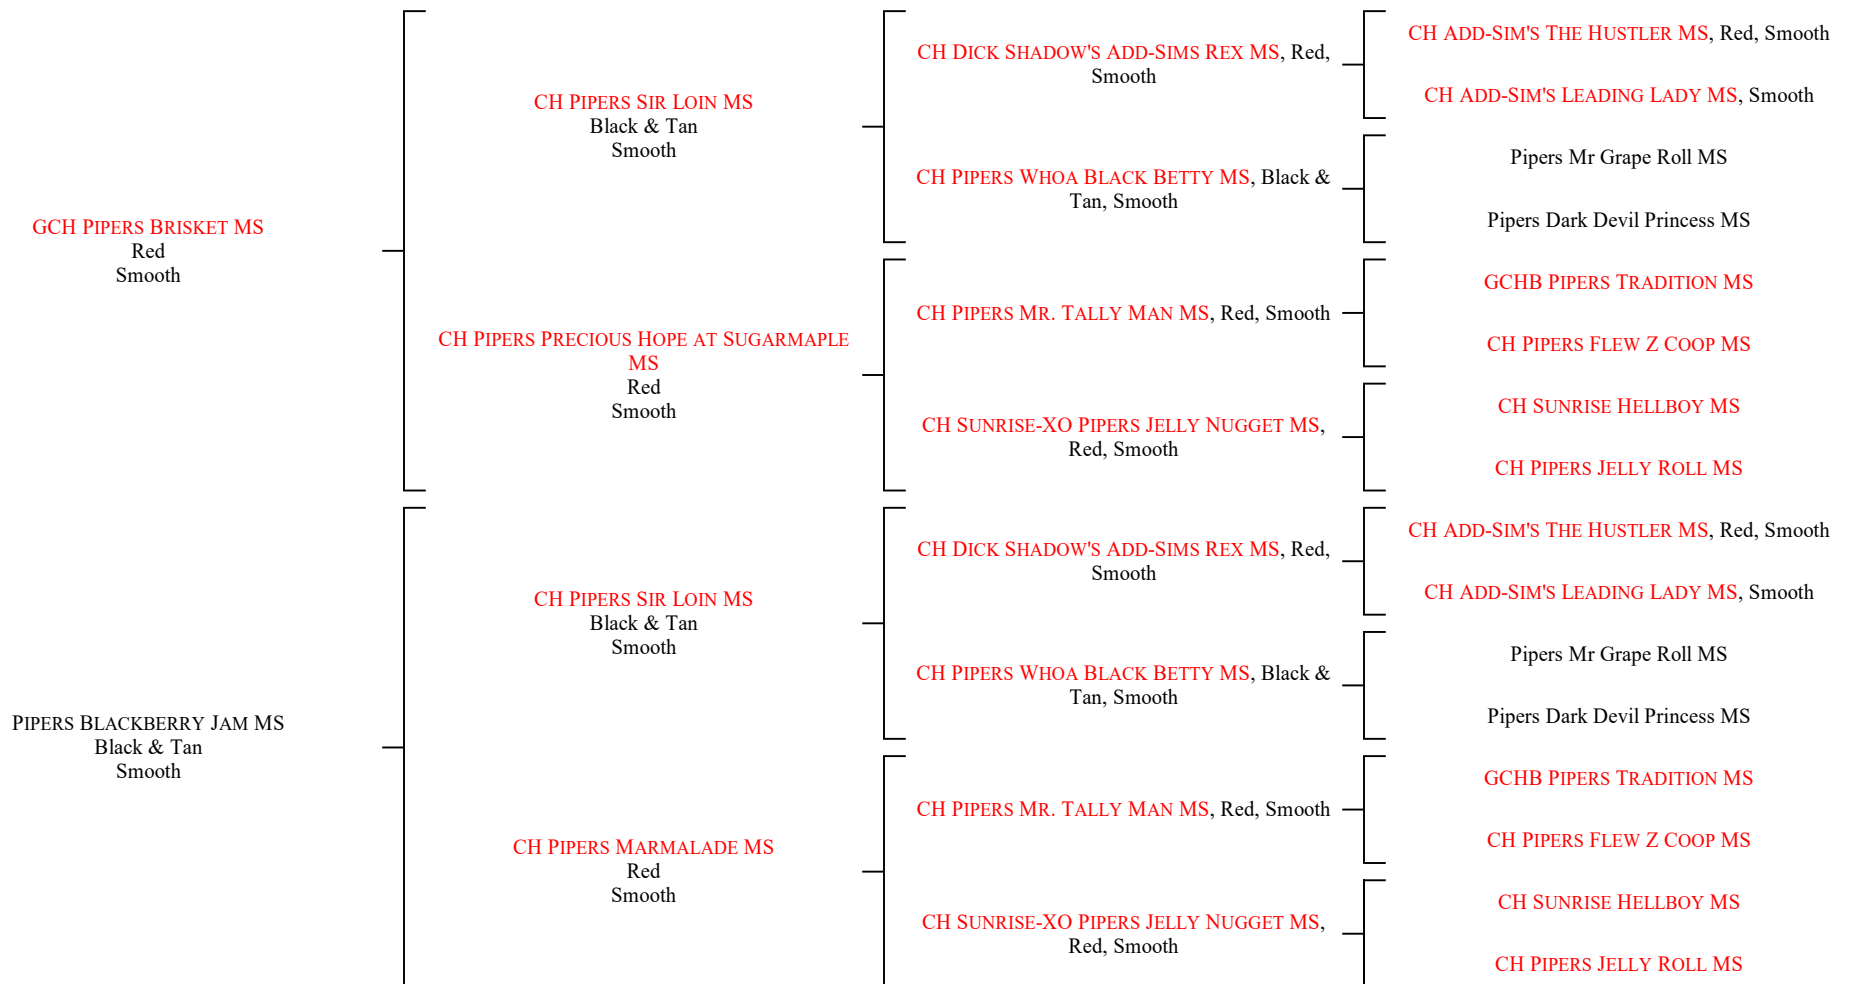 GCH PIPERS BRISKET MS
Red
Smooth
CH PIPERS SIR LOIN MS
Black & Tan
Smooth
CH DICK SHADOW'S ADD-SIMS REX MS, Red,
Smooth
CH ADD-SIM'S THE HUSTLER MS, Red, Smooth
CH ADD-SIM'S LEADING LADY MS, Smooth
CH PIPERS WHOA BLACK BETTY MS, Black &
Tan, Smooth
Pipers Mr Grape Roll MS
Pipers Dark Devil Princess MS
CH PIPERS PRECIOUS HOPE AT SUGARMAPLE
MS
Red
Smooth
CH PIPERS MR. TALLY MAN MS, Red, Smooth
GCHB PIPERS TRADITION MS
CH PIPERS FLEW Z COOP MS
CH SUNRISE-XO PIPERS JELLY NUGGET MS,
Red, Smooth
CH SUNRISE HELLBOY MS
CH PIPERS JELLY ROLL MS
PIPERS BLACKBERRY JAM MS
Black & Tan
Smooth
CH PIPERS SIR LOIN MS
Black & Tan
Smooth
CH DICK SHADOW'S ADD-SIMS REX MS, Red,
Smooth
CH ADD-SIM'S THE HUSTLER MS, Red, Smooth
CH ADD-SIM'S LEADING LADY MS, Smooth
CH PIPERS WHOA BLACK BETTY MS, Black &
Tan, Smooth
Pipers Mr Grape Roll MS
Pipers Dark Devil Princess MS
CH PIPERS MARMALADE MS
Red
Smooth
CH PIPERS MR. TALLY MAN MS, Red, Smooth
GCHB PIPERS TRADITION MS
CH PIPERS FLEW Z COOP MS
CH SUNRISE-XO PIPERS JELLY NUGGET MS,
Red, Smooth
CH SUNRISE HELLBOY MS
CH PIPERS JELLY ROLL MS